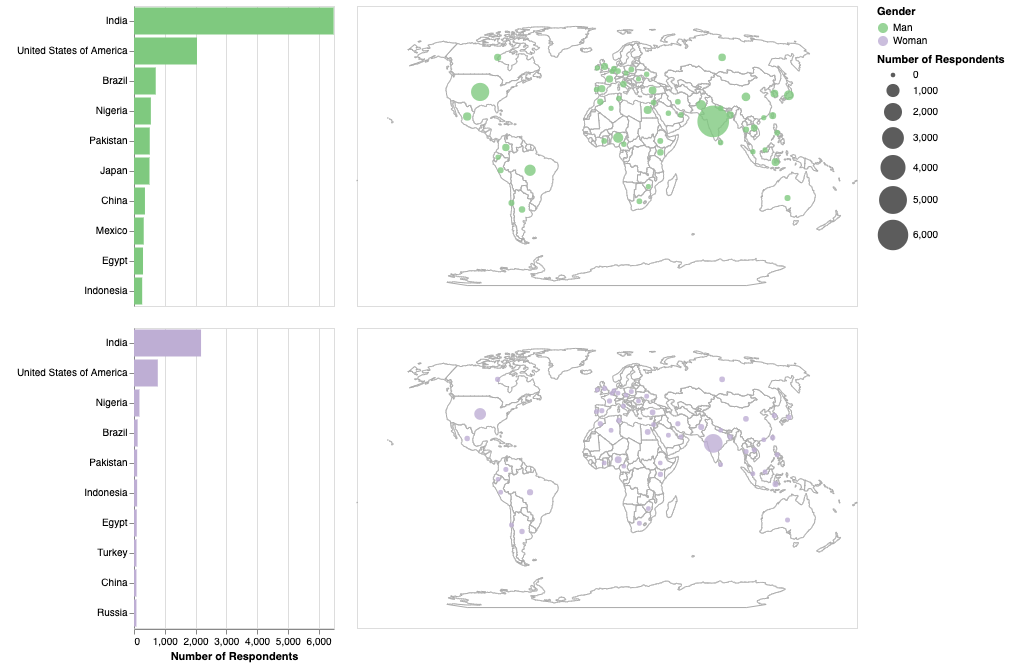 India
United States of America
Brazil
Nigeria
Pakistan
Japan
China
Mexico
Egypt
Indonesia
Gender
Man
Woman
Number of Respondents
0
1,000
2,000
3,000
4,000
5,000
6,000
India
United States of America
Nigeria
Brazil
Pakistan
Indonesia
Egypt
Turkey
China
Russia
0 1,000 2,000 3,000 4,000 5,000 6,000
Number of Respondents